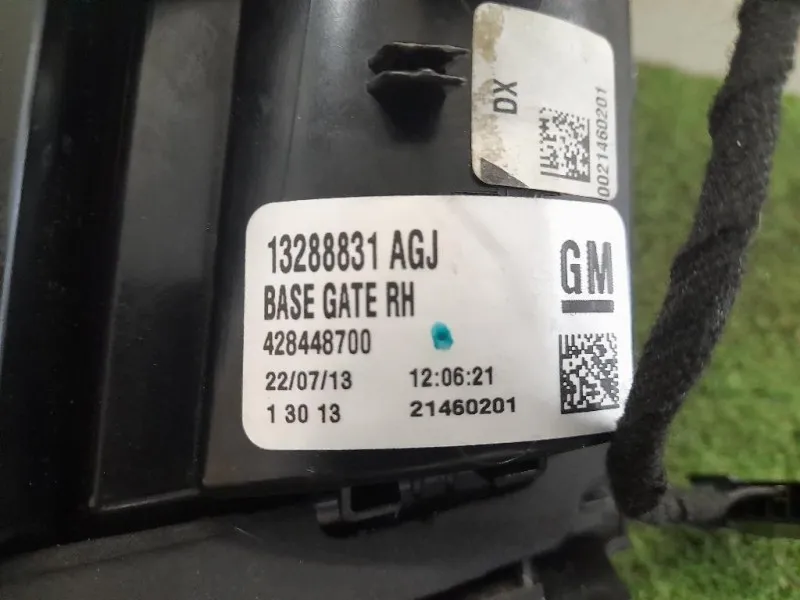 DX
0021460201
13288831 AGJ
GM
BASE GATE RH
428448700
22/07/13 12:06:21
1 30 13 21460201